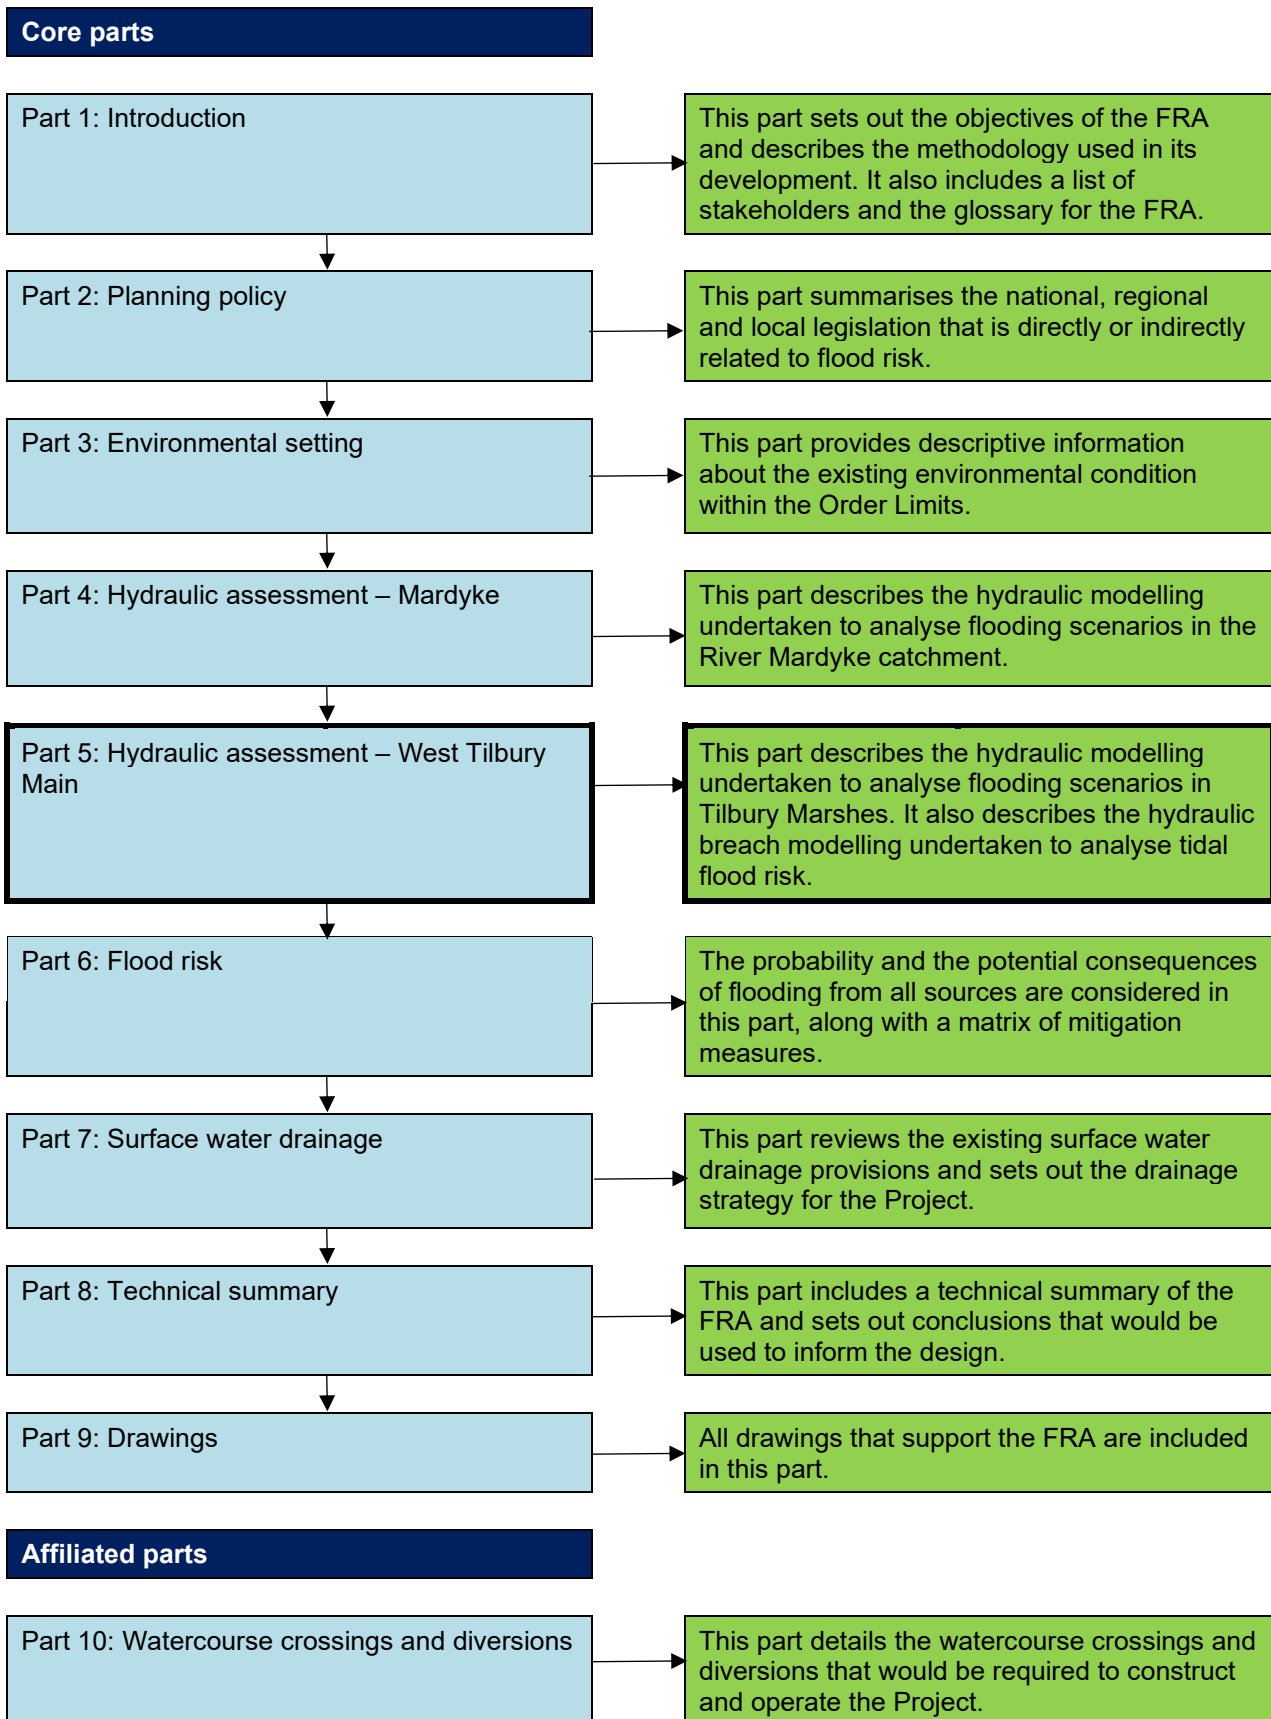 Core parts
Part 1: Introduction
This part sets out the objectives of the FRA
and describes the methodology used in its
development. It also includes a list of
stakeholders and the glossary for the FRA.
Part 2: Planning policy
This part summarises the national, regional
and local legislation that is directly or indirectly
related to flood risk.
Part 3: Environmental setting
This part provides descriptive information
about the existing environmental condition
within the Order Limits.
Part 4: Hydraulic assessment – Mardyke
This part describes the hydraulic modelling
undertaken to analyse flooding scenarios in the
River Mardyke catchment.
Part 5: Hydraulic assessment – West Tilbury
Main
This part describes the hydraulic modelling
undertaken to analyse flooding scenarios in
Tilbury Marshes. It also describes the hydraulic
breach modelling undertaken to analyse tidal
flood risk.
Part 6: Flood risk
The probability and the potential consequences
of flooding from all sources are considered in
this part, along with a matrix of mitigation
measures.
Part 7: Surface water drainage
This part reviews the existing surface water
drainage provisions and sets out the drainage
strategy for the Project.
Part 8: Technical summary
This part includes a technical summary of the
FRA and sets out conclusions that would be
used to inform the design.
Part 9: Drawings
All drawings that support the FRA are included
in this part.
Affiliated parts
Part 10: Watercourse crossings and diversions
This part details the watercourse crossings and
diversions that would be required to construct
and operate the Project.